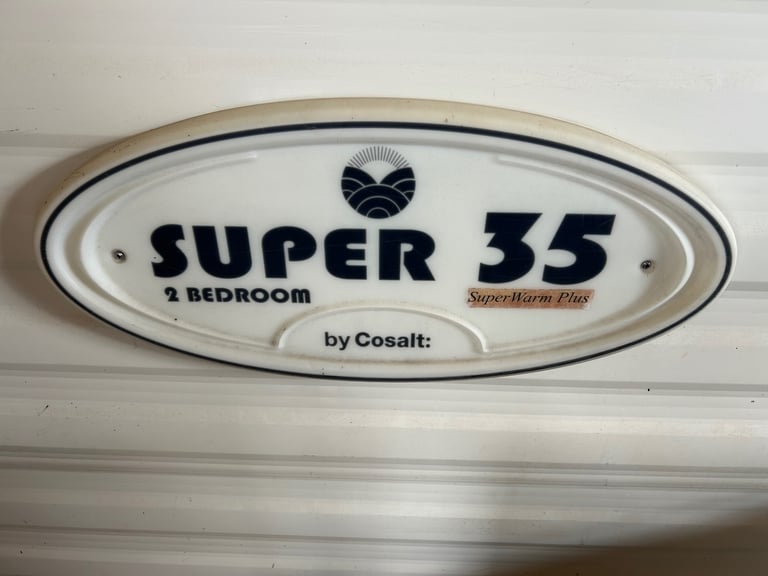 SUPER 35
2 BEDROOM
SuperWarm Plus
by Cosalt: